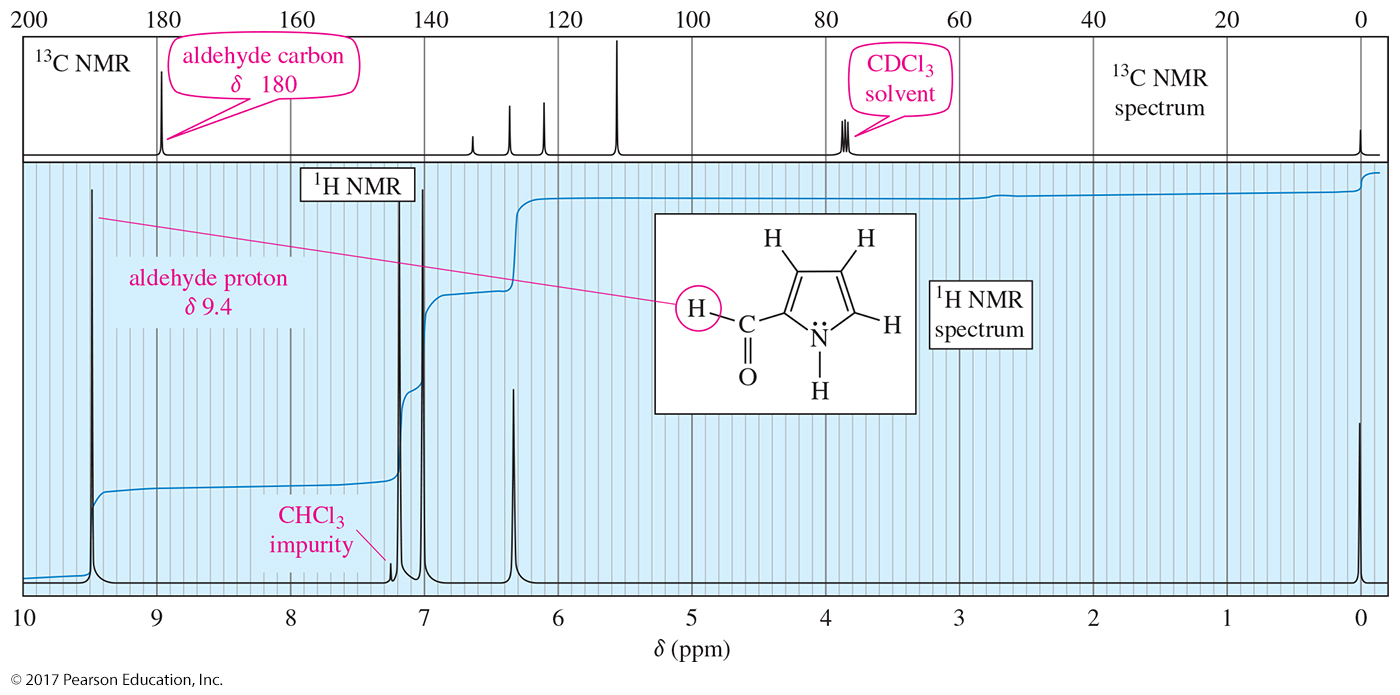 200 180 160 140 120 100 80 60 40 20 0
¹³C NMR
aldehyde carbon
δ 180
CDCl₃
solvent
¹³C NMR
spectrum
¹H NMR
aldehyde proton
δ 9.4
H H
H C N̈ H
O H
¹H NMR
spectrum
CHCl₃
impurity
10 9 8 7 6 5 4 3 2 1 0
δ (ppm)
© 2017 Pearson Education, Inc.